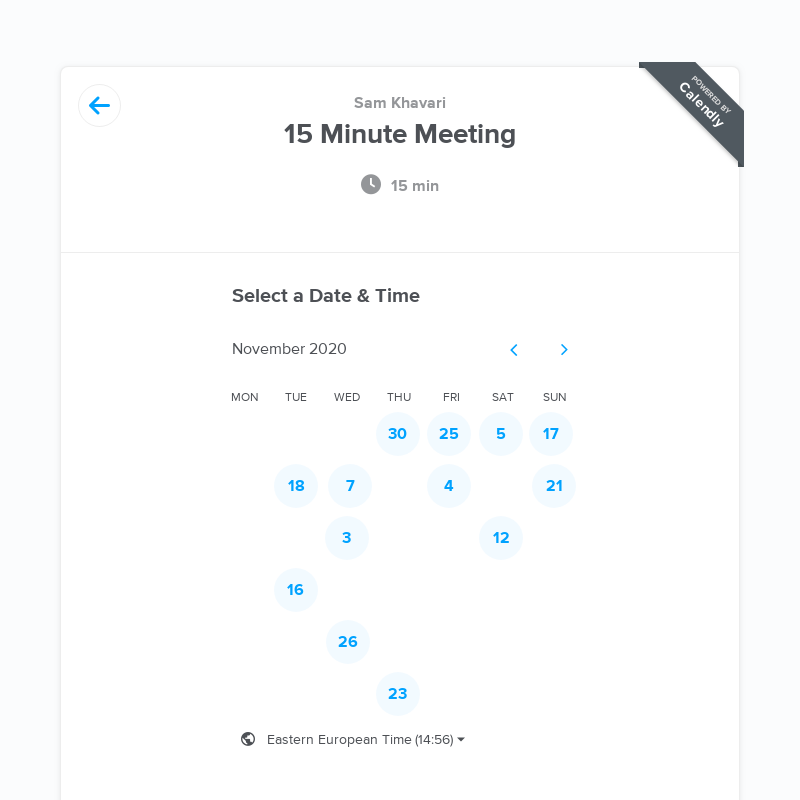 POWERED BY
Calendly
Sam Khavari
15 Minute Meeting
15 min
Select a Date & Time
November 2020
MON TUE WED THU FRI SAT SUN
30 25 5 17
18 7 4 21
3 12
16
26
23
Eastern European Time (14:56)